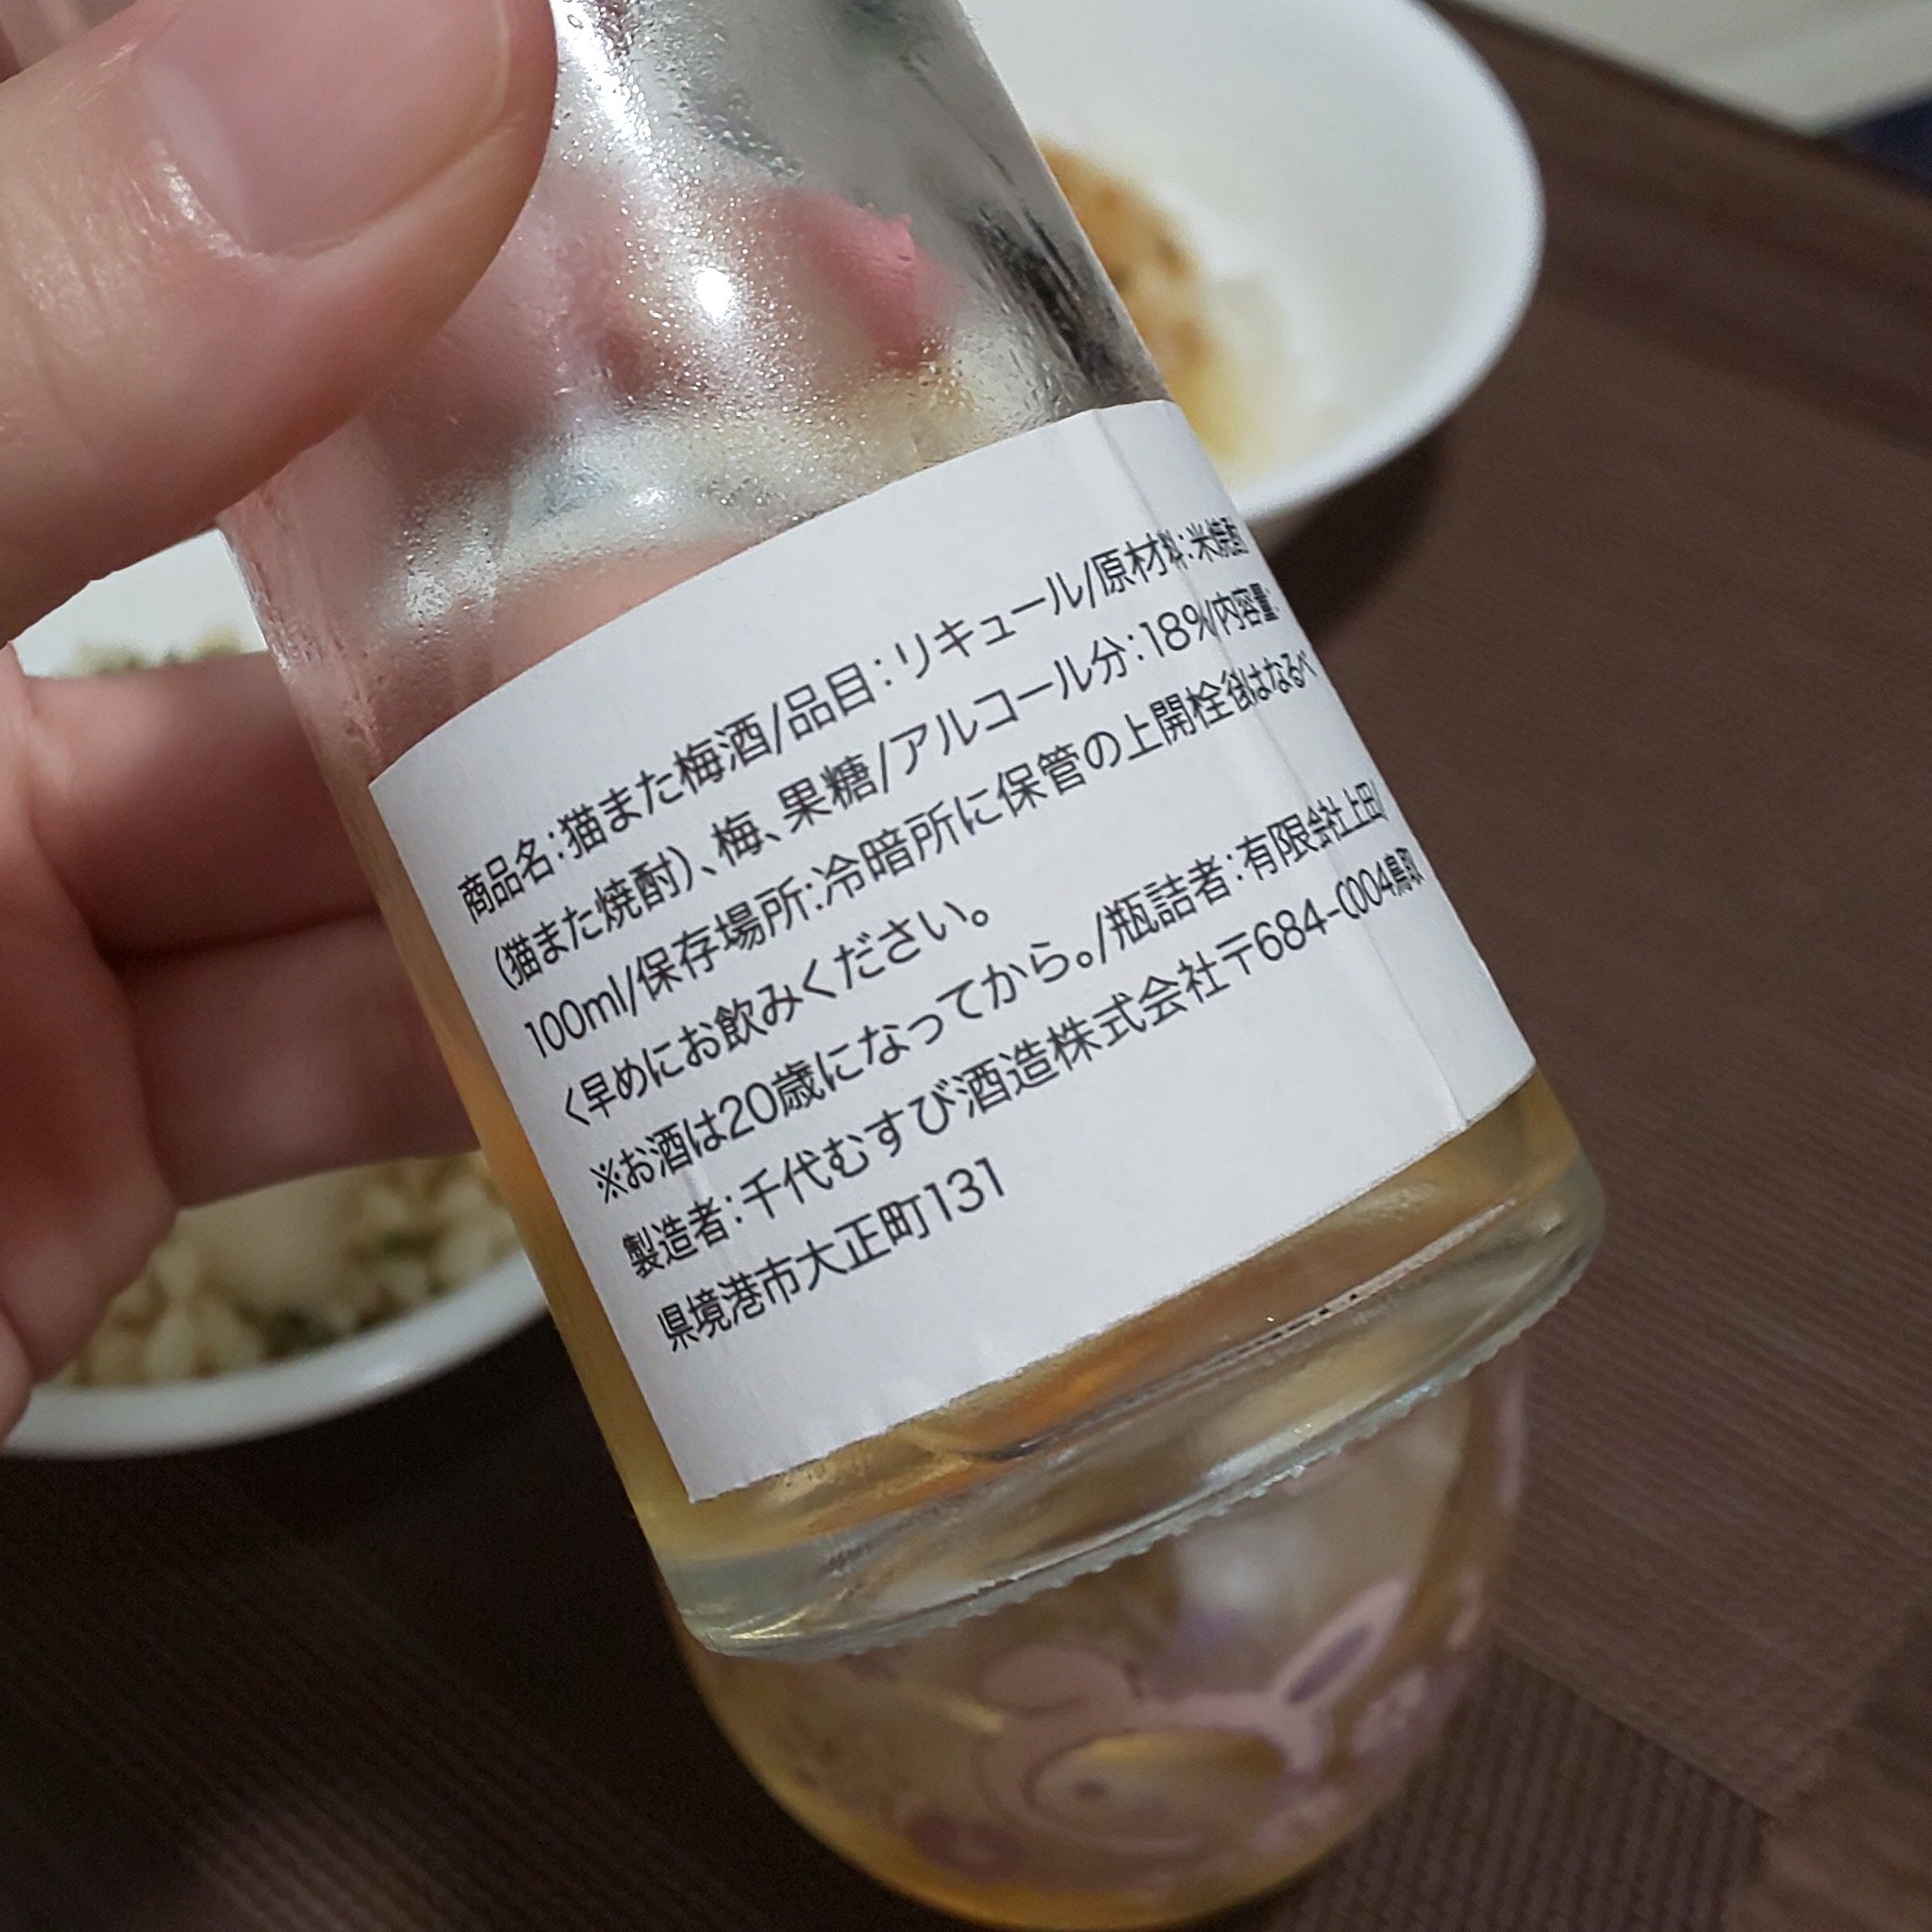 商品名：猫また梅酒/品目：リキュール/原材料：米焼酎
（猫また焼酎）、梅、果糖/アルコール分：18%/内容量：
100ml/保存場所：冷暗所に保管の上開栓後はなるべ
く早めにお飲みください。
※お酒は20歳になってから。/瓶詰者：有限会社上田/
製造者：千代むすび酒造株式会社〒684-0004鳥取
県境港市大正町131